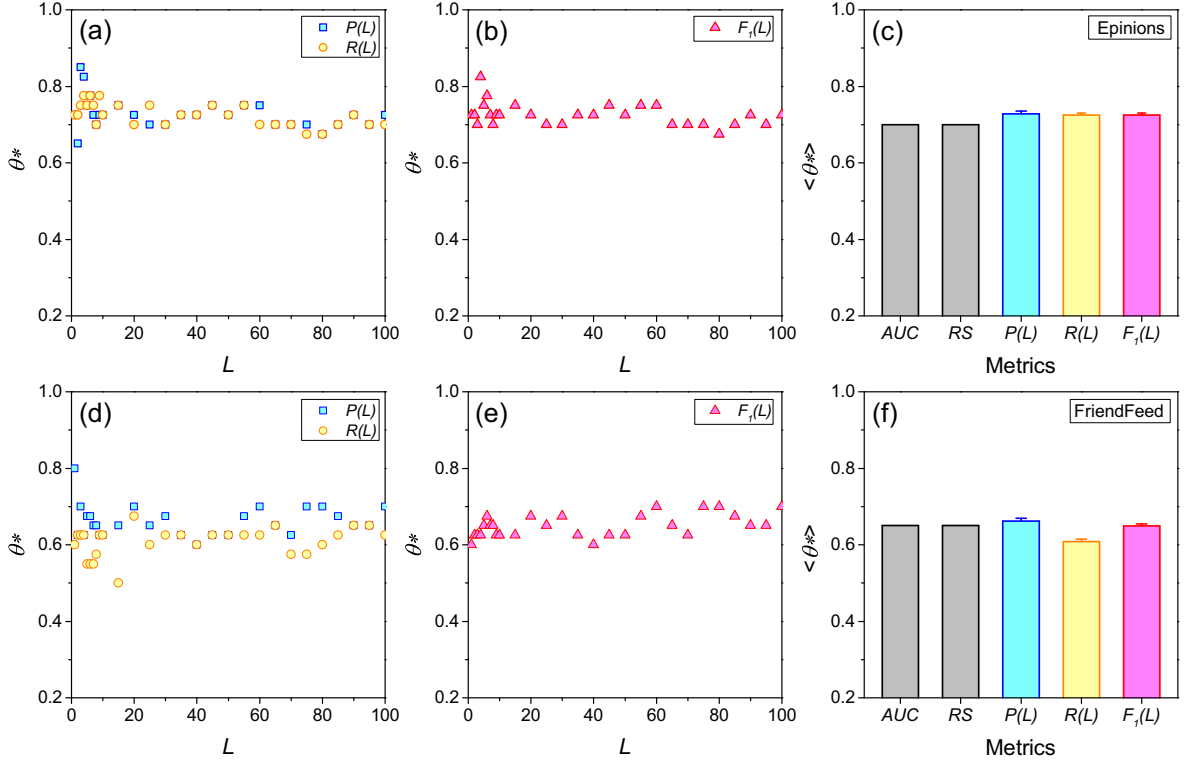 (a)
P(L)
R(L)
1.0
0.8
0.6
0.4
0.2
θ*
0 20 40 60 80 100
L
(b)
F₁(L)
1.0
0.8
0.6
0.4
0.2
θ*
0 20 40 60 80 100
L
(c)
Epinions
1.0
0.8
0.6
0.4
0.2
<θ*>
AUC RS P(L) R(L) F₁(L)
Metrics
(d)
P(L)
R(L)
1.0
0.8
0.6
0.4
0.2
θ*
0 20 40 60 80 100
L
(e)
F₁(L)
1.0
0.8
0.6
0.4
0.2
θ*
0 20 40 60 80 100
L
(f)
FriendFeed
1.0
0.8
0.6
0.4
0.2
<θ*>
AUC RS P(L) R(L) F₁(L)
Metrics